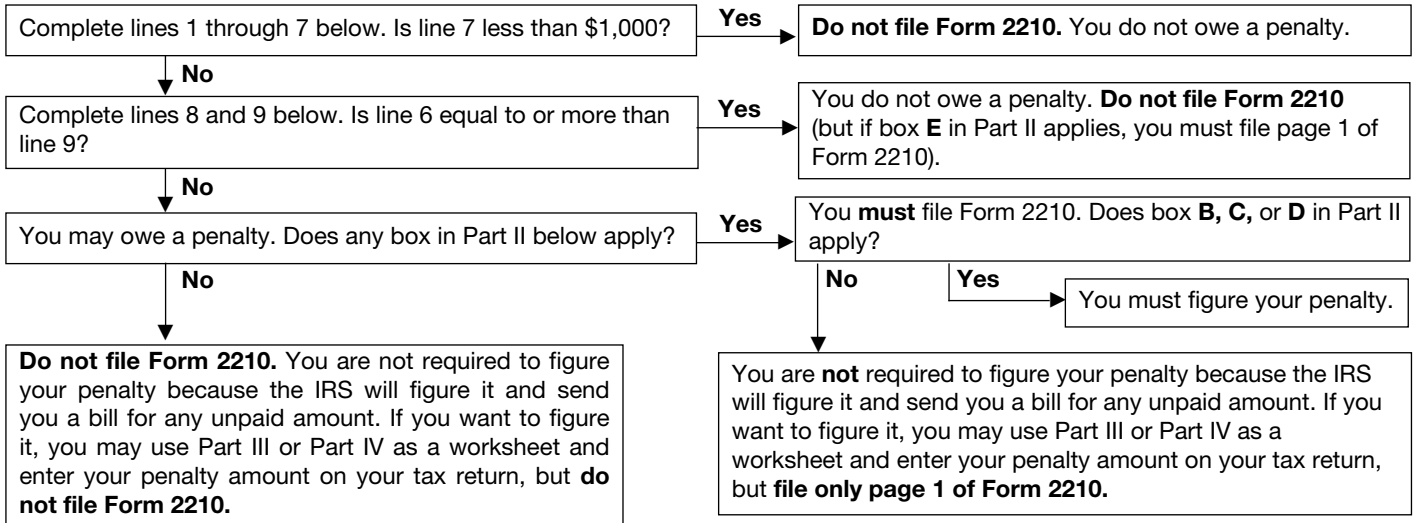 Complete lines 1 through 7 below. Is line 7 less than $1,000?
Yes
Do not file Form 2210. You do not owe a penalty.
No
Complete lines 8 and 9 below. Is line 6 equal to or more than
line 9?
Yes
You do not owe a penalty. Do not file Form 2210
(but if box E in Part II applies, you must file page 1 of
Form 2210).
No
You may owe a penalty. Does any box in Part II below apply?
Yes
You must file Form 2210. Does box B, C, or D in Part II
apply?
No
Yes
You must figure your penalty.
No
Do not file Form 2210. You are not required to figure
your penalty because the IRS will figure it and send
you a bill for any unpaid amount. If you want to figure
it, you may use Part III or Part IV as a worksheet and
enter your penalty amount on your tax return, but do
not file Form 2210.
You are not required to figure your penalty because the IRS
will figure it and send you a bill for any unpaid amount. If you
want to figure it, you may use Part III or Part IV as a
worksheet and enter your penalty amount on your tax return,
but file only page 1 of Form 2210.